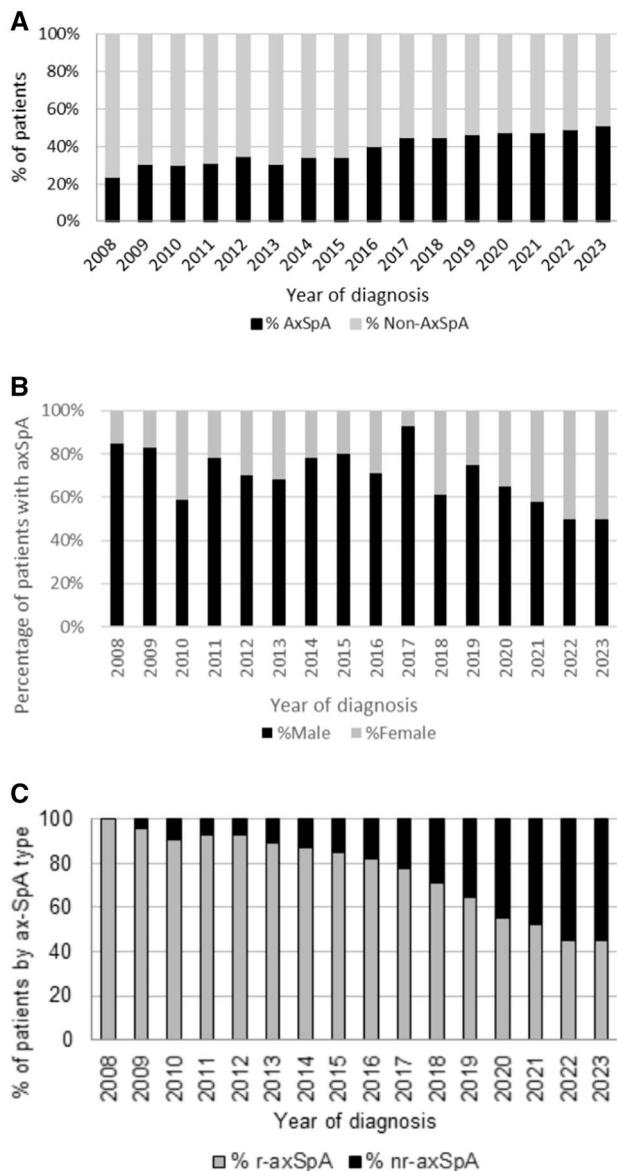 A
100%
80%
60%
40%
20%
0%
% of patients
2008 2009 2010 2011 2012 2013 2014 2015 2016 2017 2018 2019 2020 2021 2022 2023
Year of diagnosis
% AxSpA % Non-AxSpA
B
100%
80%
60%
40%
20%
0%
Percentage of patients with axSpA
2008 2009 2010 2011 2012 2013 2014 2015 2016 2017 2018 2019 2020 2021 2022 2023
Year of diagnosis
%Male %Female
C
100
80
60
40
20
0
% of patients by ax-SpA type
2008 2009 2010 2011 2012 2013 2014 2015 2016 2017 2018 2019 2020 2021 2022 2023
Year of diagnosis
% r-axSpA % nr-axSpA